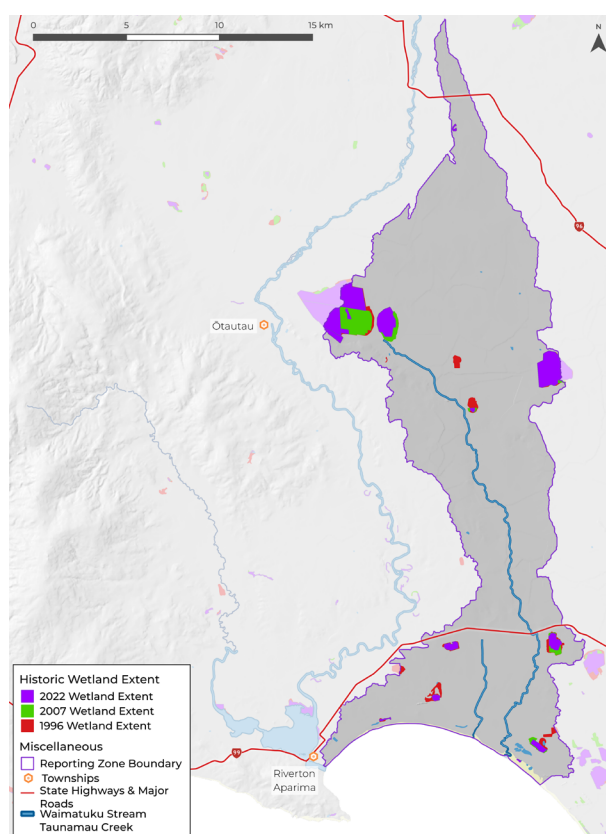 0 5 10 15 km
N
96
Ōtautau
Historic Wetland Extent
2022 Wetland Extent
2007 Wetland Extent
1996 Wetland Extent
Miscellaneous
Reporting Zone Boundary
Townships
State Highways & Major
Roads
Waimatuku Stream
Taunamau Creek
99
Riverton
Aparima